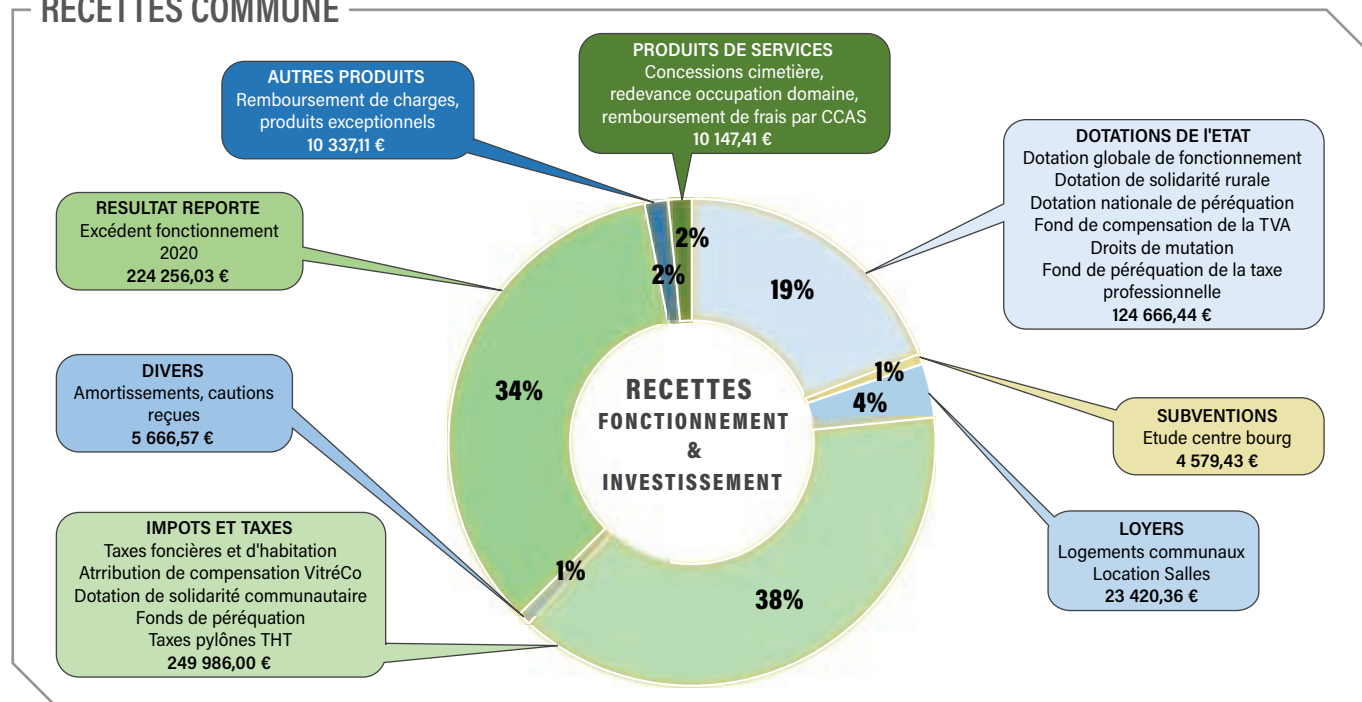 RECETTES COMMUNE
PRODUITS DE SERVICES
Concessions cimetière,
redevance occupation domaine,
remboursement de frais par CCAS
10 147,41 €
AUTRES PRODUITS
Remboursement de charges,
produits exceptionnels
10 337,11 €
DOTATIONS DE l'ETAT
Dotation globale de fonctionnement
Dotation de solidarité rurale
Dotation nationale de péréquation
Fond de compensation de la TVA
Droits de mutation
Fond de péréquation de la taxe
professionnelle
124 666,44 €
RESULTAT REPORTE
Excédent fonctionnement
2020
224 256,03 €
2%
2%
19%
1%
4%
34%
RECETTES
FONCTIONNEMENT
&
INVESTISSEMENT
DIVERS
Amortissements, cautions
reçues
5 666,57 €
SUBVENTIONS
Etude centre bourg
4 579,43 €
IMPOTS ET TAXES
Taxes foncières et d'habitation
Atrribution de compensation VitréCo
Dotation de solidarité communautaire
Fonds de péréquation
Taxes pylônes THT
249 986,00 €
1%
38%
LOYERS
Logements communaux
Location Salles
23 420,36 €